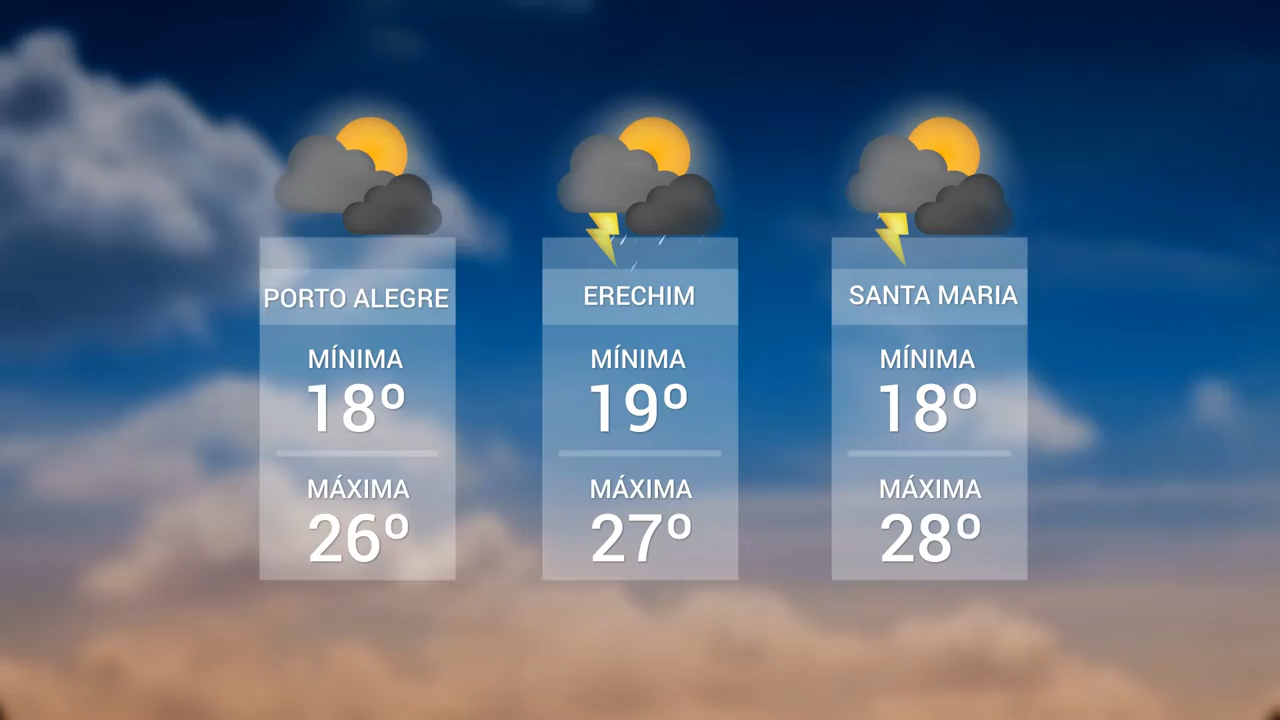 PORTO ALEGRE
MÍNIMA
18º
MÁXIMA
26º
ERECHIM
MÍNIMA
19º
MÁXIMA
27º
SANTA MARIA
MÍNIMA
18º
MÁXIMA
28º